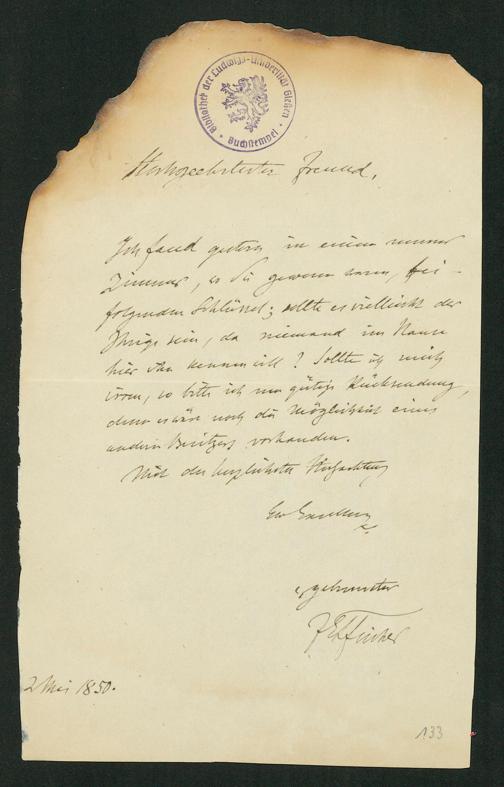 Bibliothek der Ludwigs-Universität Gießen
Buchstempel
Hochgeehrtester Freund,
Ich fand gestern in einem meiner
Zimmer, wo Sie gewesen waren, bei-
folgenden Schlüssel; sollte es vielleicht der
Ihrige sein, da niemand im Hause
hier ihn kennen will? Sollte ich mich
irren, so bitte ich um gütige Rücksendung,
denn es wäre noch die Möglichkeit eines
andern Besitzers vorhanden.
Mit der herzlichsten Hochachtung
Ew Excellenz
ergebenster
Fischer
2 Mai 1850.
133